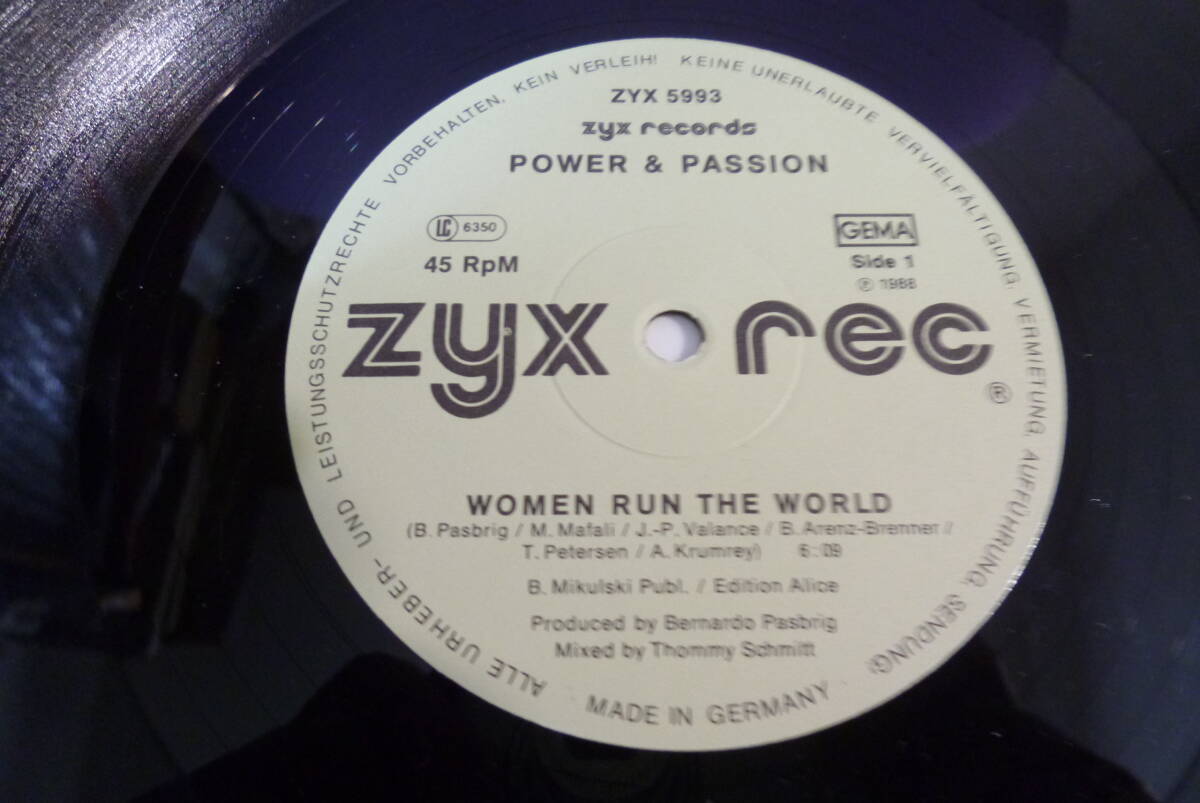 ALLE URHEBER- UND LEISTUNGSSCHUTZRECHTE VORBEHALTEN, KEIN VERLEIH! KEINE UNERLAUBTE VERVIELFÄLTIGUNG, VERMIETUNG, AUFFÜHRUNG, SENDUNG!
ZYX 5993
zyx records
POWER & PASSION
LC 6350
GEMA
45 RpM
Side 1
℗ 1988
zyx rec ®
WOMEN RUN THE WORLD
(B. Pasbrig / M. Mafali / J.-P. Valance / B. Arenz-Brenner /
T. Petersen / A. Krumrey) 6:09
B. Mikulski Publ. / Edition Alice
Produced by Bernardo Pasbrig
Mixed by Thommy Schmitt
· MADE IN GERMANY ·